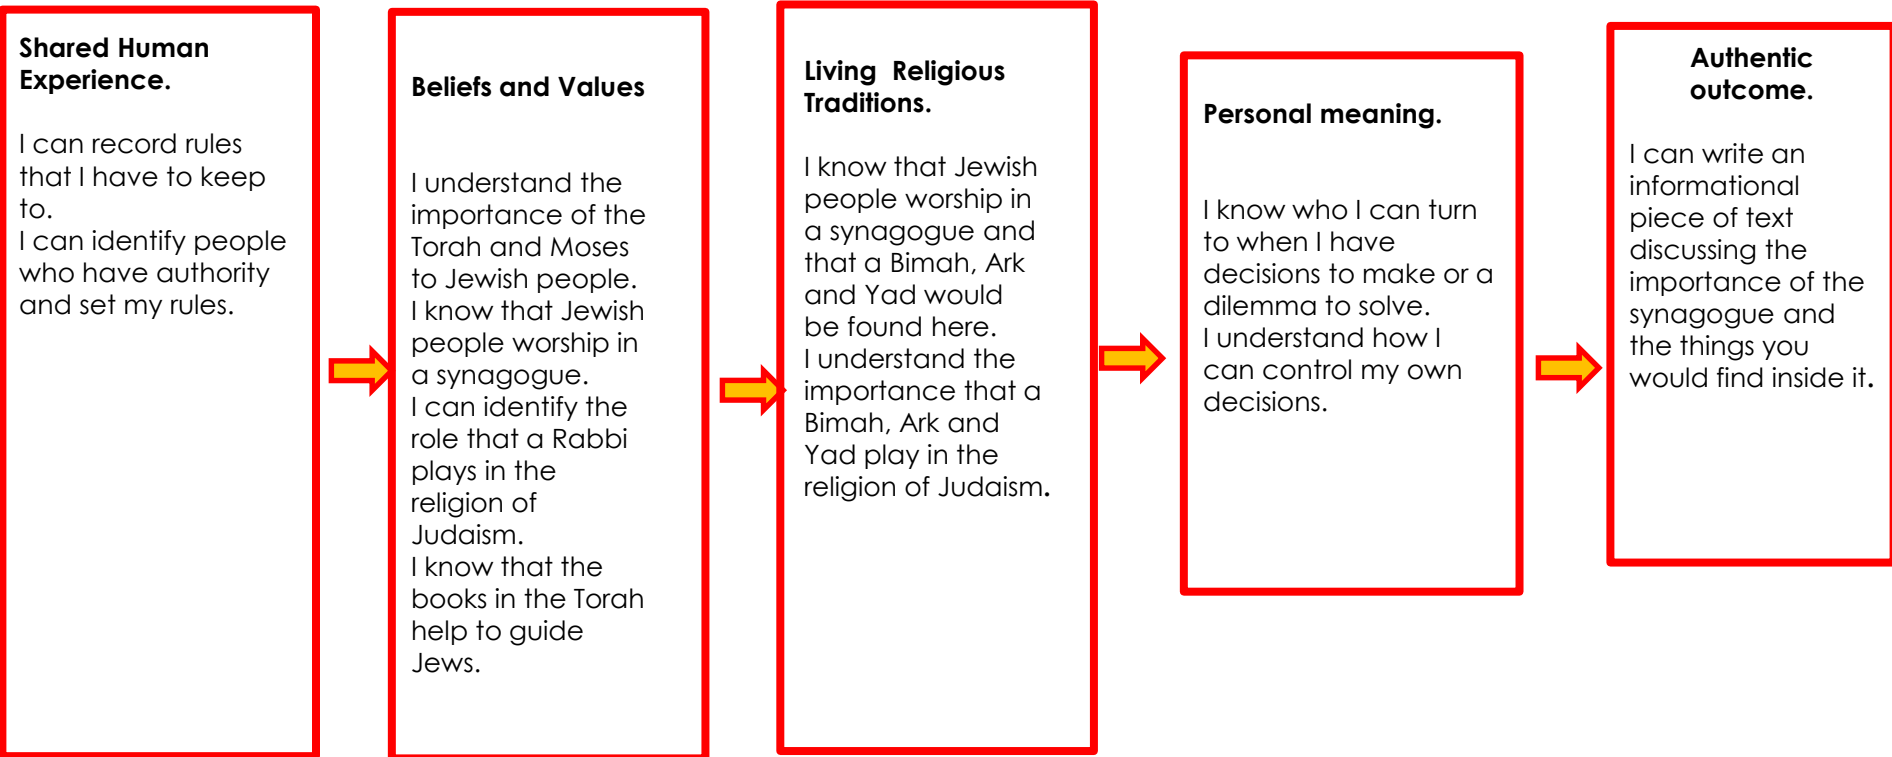 Shared Human
Experience.
I can record rules
that I have to keep
to.
I can identify people
who have authority
and set my rules.
Beliefs and Values
I understand the
importance of the
Torah and Moses
to Jewish people.
I know that Jewish
people worship in
a synagogue.
I can identify the
role that a Rabbi
plays in the
religion of
Judaism.
I know that the
books in the Torah
help to guide
Jews.
Living  Religious
Traditions.
I know that Jewish
people worship in
a synagogue and
that a Bimah, Ark
and Yad would
be found here.
I understand the
importance that a
Bimah, Ark and
Yad play in the
religion of Judaism.
Personal meaning.
I know who I can turn
to when I have
decisions to make or a
dilemma to solve.
I understand how I
can control my own
decisions.
Authentic
outcome.
I can write an
informational
piece of text
discussing the
importance of the
synagogue and
the things you
would find inside it.